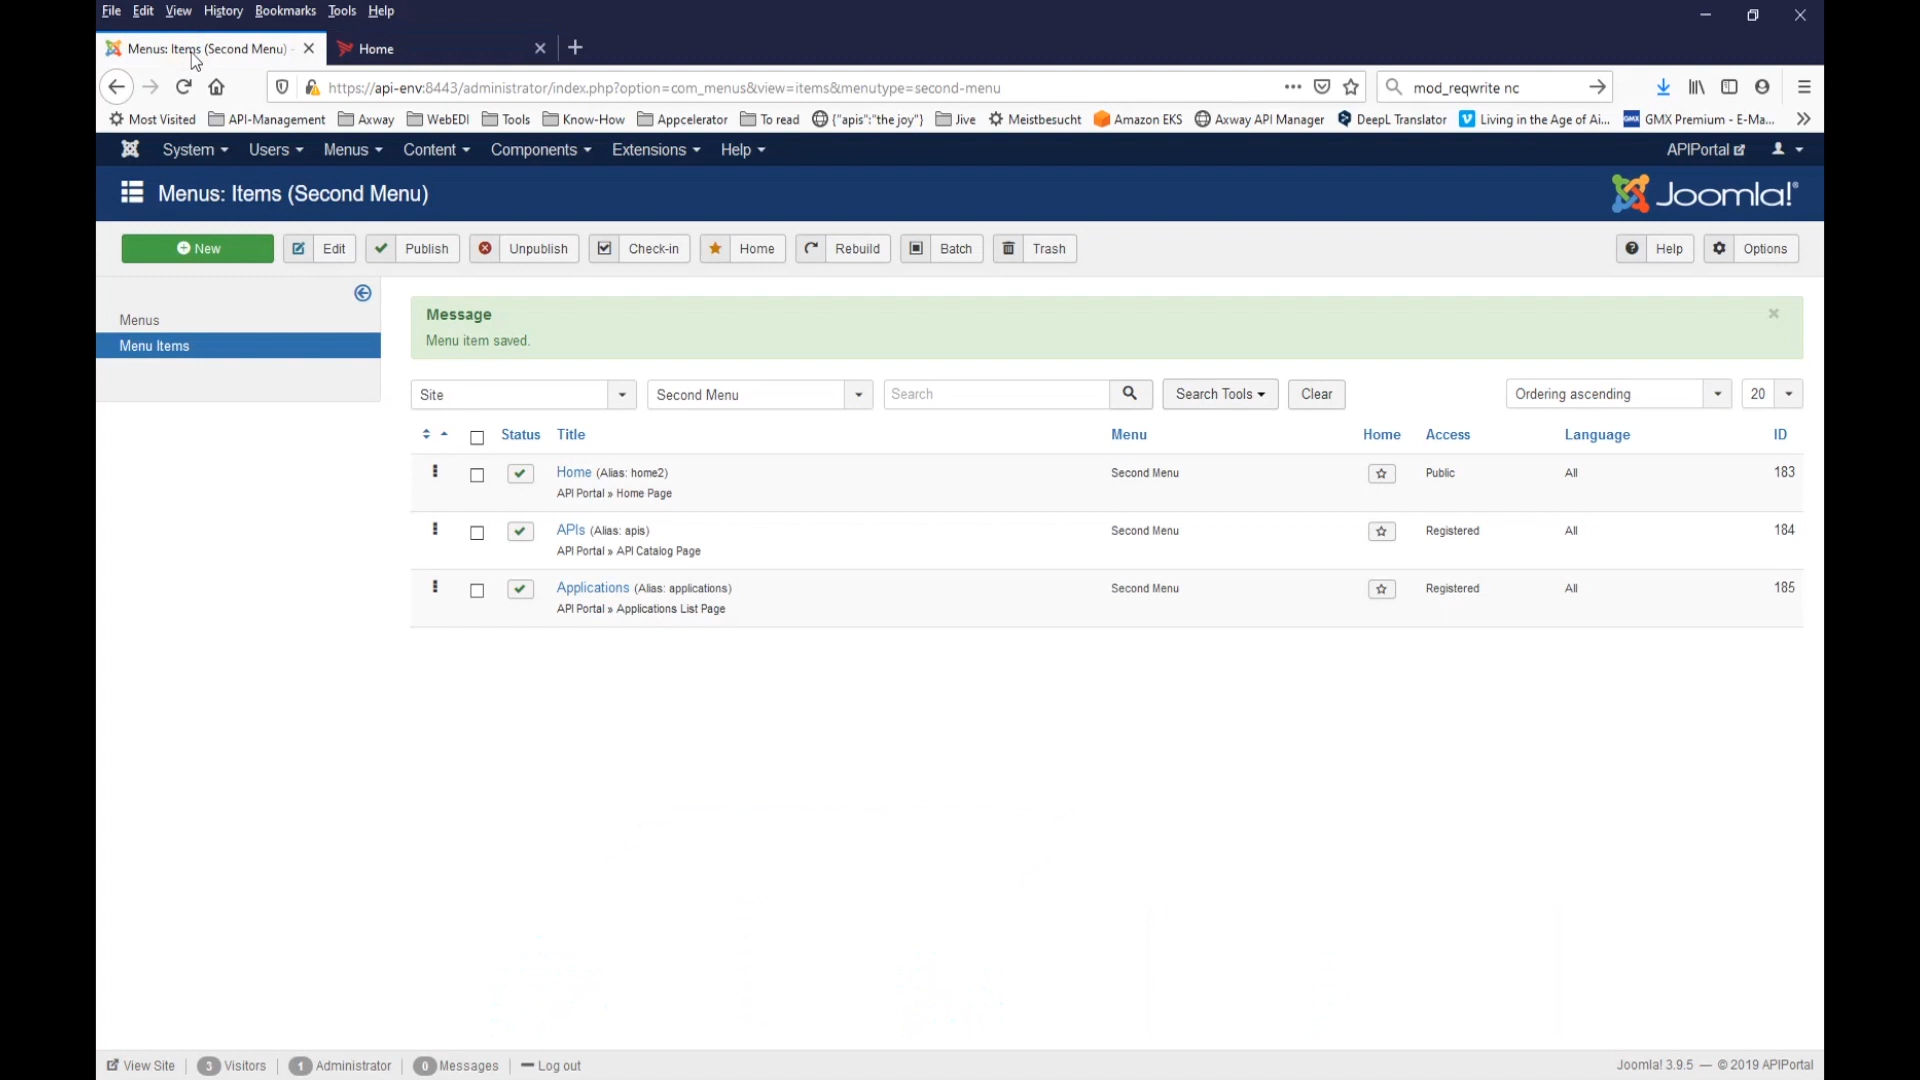 File Edit View History Bookmarks Tools Help
Menus: Items (Second Menu) - Home
https://api-env:8443/administrator/index.php?option=com_menus&view=items&menutype=second-menu mod_reqwrite nc
Most Visited API-Management Axway WebEDI Tools Know-How Appcelerator To read {"apis":"the joy"} Jive Meistbesucht Amazon EKS Axway API Manager DeepL Translator Living in the Age of Ai... GMX Premium - E-Ma...
System Users Menus Content Components Extensions Help APIPortal
Menus: Items (Second Menu) Joomla!®
New Edit Publish Unpublish Check-in Home Rebuild Batch Trash Help Options
Menus
Menu Items
Message
Menu item saved.
Site Second Menu Search Search Tools Clear Ordering ascending 20
Status Title Menu Home Access Language ID
Home (Alias: home2) Second Menu Public All 183
API Portal » Home Page
APIs (Alias: apis) Second Menu Registered All 184
API Portal » API Catalog Page
Applications (Alias: applications) Second Menu Registered All 185
API Portal » Applications List Page
View Site 3 Visitors 1 Administrator 0 Messages Log out Joomla! 3.9.5 — © 2019 APIPortal